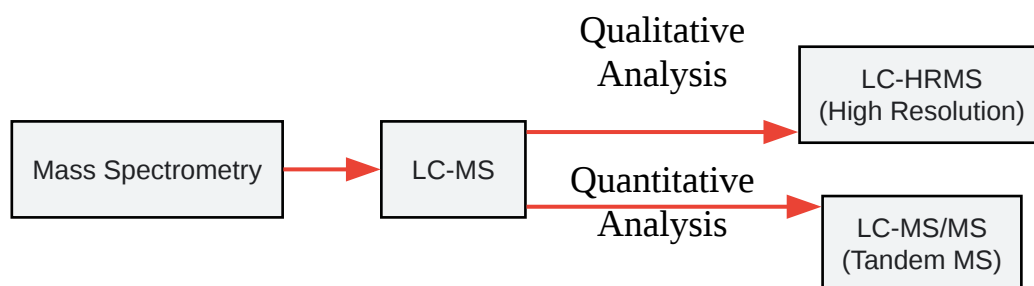 Mass Spectrometry
LC-MS
Qualitative
Analysis
LC-HRMS
(High Resolution)
Quantitative
Analysis
LC-MS/MS
(Tandem MS)